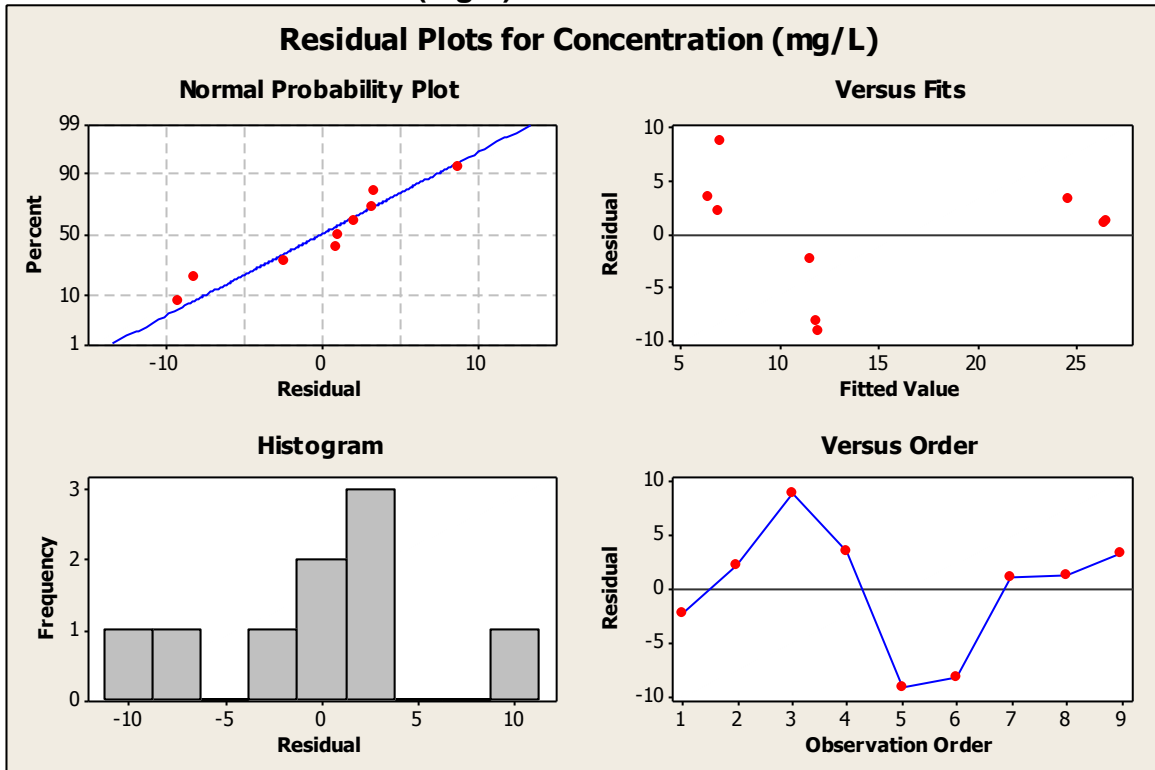 Residual Plots for Concentration (mg/L)
Normal Probability Plot
99
90
50
10
1
Percent
-10 0 10
Residual
Versus Fits
10
5
0
-5
-10
Residual
5 10 15 20 25
Fitted Value
Histogram
3
2
1
0
Frequency
-10 -5 0 5 10
Residual
Versus Order
10
5
0
-5
-10
Residual
1 2 3 4 5 6 7 8 9
Observation Order